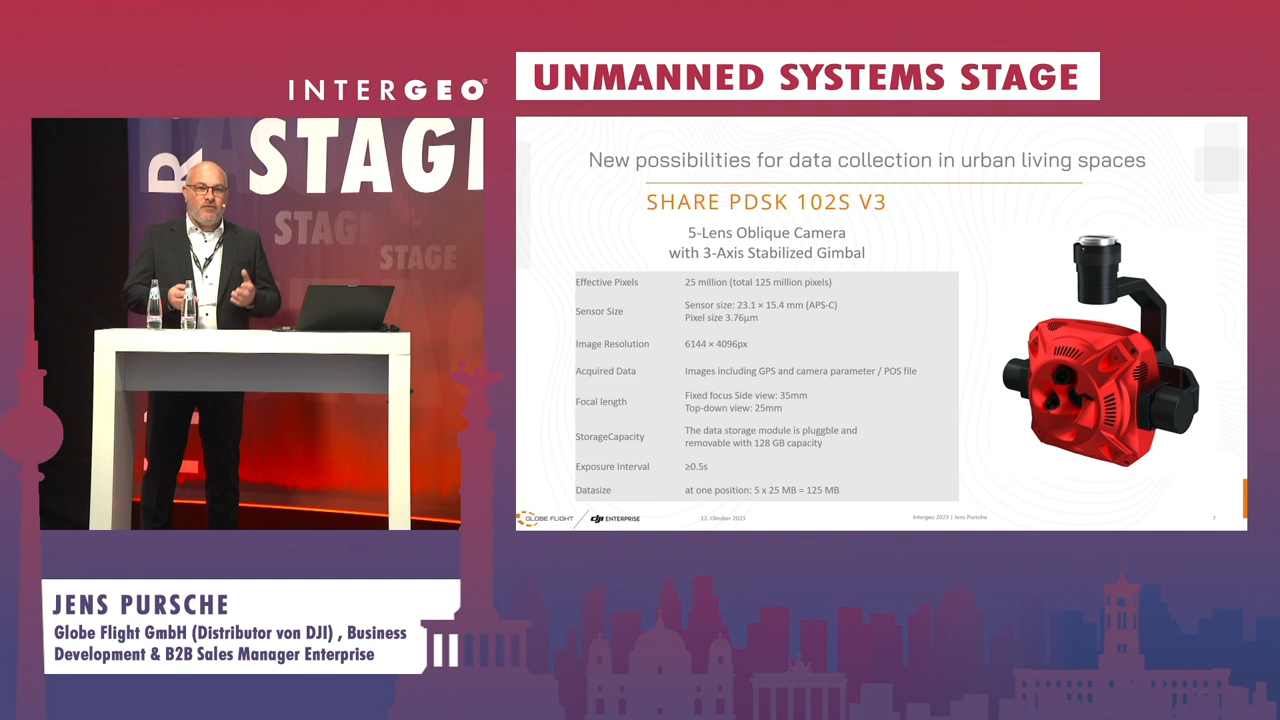 INTERGEO®
UNMANNED SYSTEMS STAGE
R
STAGE
STAGE
New possibilities for data collection in urban living spaces
SHARE PDSK 102S V3
5-Lens Oblique Camera
with 3-Axis Stabilized Gimbal
Effective Pixels 25 million (total 125 million pixels)
Sensor Size Sensor size: 23.1 × 15.4 mm (APS-C)
Pixel size 3.76µm
Image Resolution 6144 × 4096px
Acquired Data Images including GPS and camera parameter / POS file
Focal length Fixed focus Side view: 35mm
Top-down view: 25mm
StorageCapacity The data storage module is pluggble and
removable with 128 GB capacity
Exposure Interval ≥0.5s
Datasize at one position: 5 x 25 MB = 125 MB
GLOBE FLIGHT / DJI ENTERPRISE 12. Oktober 2023 Intergeo 2023 | Jens Pursche 7
JENS PURSCHE
Globe Flight GmbH (Distributor von DJI) , Business
Development & B2B Sales Manager Enterprise